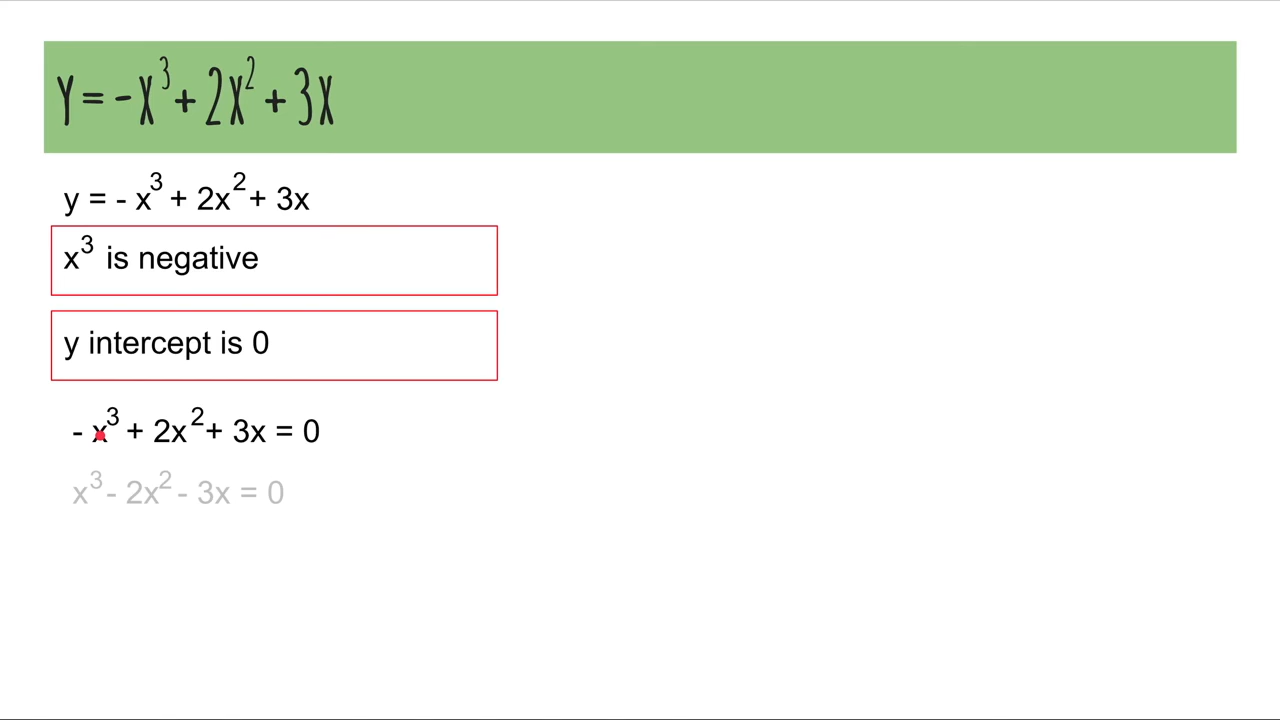 Y = -X³ + 2X² + 3X
y = - x³ + 2x² + 3x
x³ is negative
y intercept is 0
- x³ + 2x² + 3x = 0
x³ - 2x² - 3x = 0